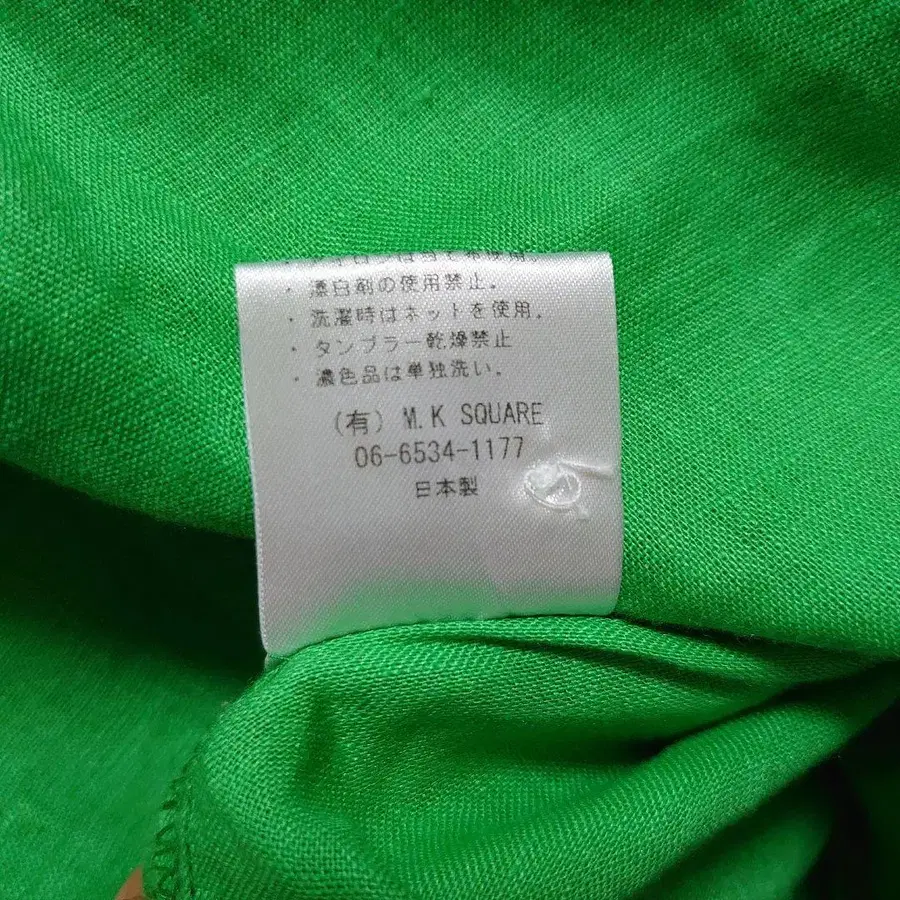 ・漂白剤の使用禁止．
・洗濯時はネットを使用．
・タンブラー乾燥禁止
・濃色品は単独洗い．
(有) M.K SQUARE
06-6534-1177
日本製